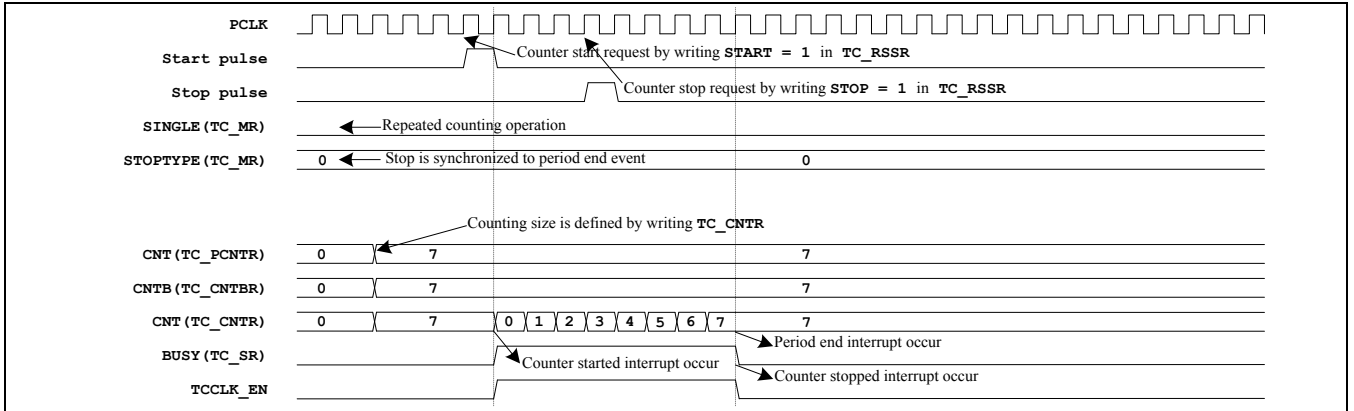 PCLK
Start pulse
Counter start request by writing START = 1 in TC_RSSR
Stop pulse
Counter stop request by writing STOP = 1 in TC_RSSR
SINGLE(TC_MR)
Repeated counting operation
STOPTYPE(TC_MR) 0 Stop is synchronized to period end event 0
Counting size is defined by writing TC_CNTR
CNT(TC_PCNTR) 0 7 7
CNTB(TC_CNTBR) 0 7 7
CNT(TC_CNTR) 0 7 0 1 2 3 4 5 6 7 7
Period end interrupt occur
BUSY(TC_SR)
Counter started interrupt occur
Counter stopped interrupt occur
TCCLK_EN